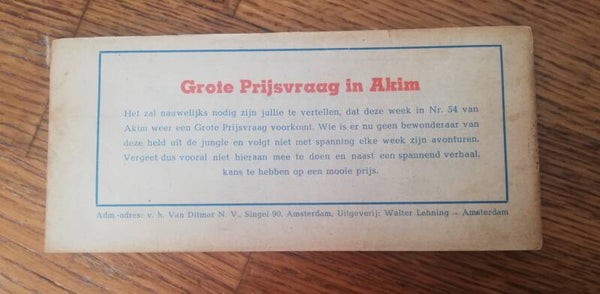 Grote Prijsvraag in Akim
Het zal nauwelijks nodig zijn jullie te vertellen, dat deze week in Nr. 54 van
Akim weer een Grote Prijsvraag voorkomt. Wie is er nu geen bewonderaar van
deze held uit de jungle en volgt niet met spanning elke week zijn avonturen.
Vergeet dus vooral niet hieraan mee te doen en naast een spannend verhaal,
kans te hebben op een mooie prijs.
Adm.-adres: v. h. Van Ditmar N. V., Singel 90, Amsterdam, Uitgeverij: Walter Lehning — Amsterdam